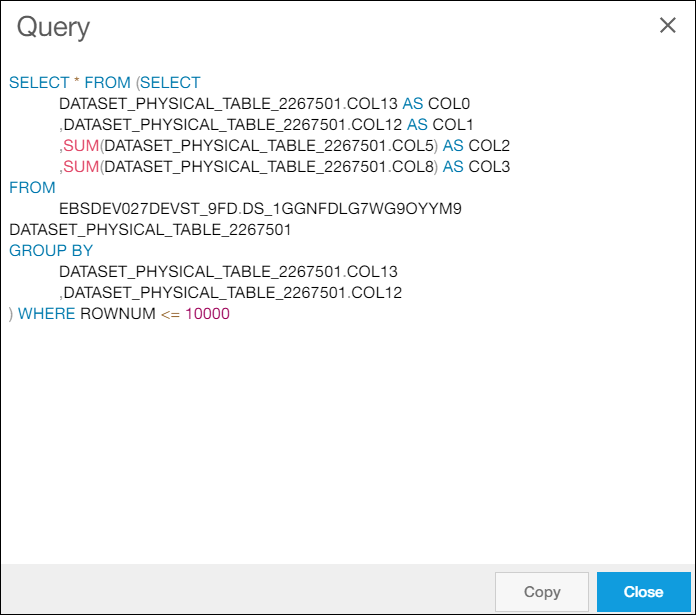 Query
SELECT * FROM (SELECT
DATASET_PHYSICAL_TABLE_2267501.COL13 AS COL0
,DATASET_PHYSICAL_TABLE_2267501.COL12 AS COL1
,SUM(DATASET_PHYSICAL_TABLE_2267501.COL5) AS COL2
,SUM(DATASET_PHYSICAL_TABLE_2267501.COL8) AS COL3
FROM
EBSDEV027DEVST_9FD.DS_1GGNFDLG7WG9OYYM9
DATASET_PHYSICAL_TABLE_2267501
GROUP BY
DATASET_PHYSICAL_TABLE_2267501.COL13
,DATASET_PHYSICAL_TABLE_2267501.COL12
) WHERE ROWNUM <= 10000
Copy
Close